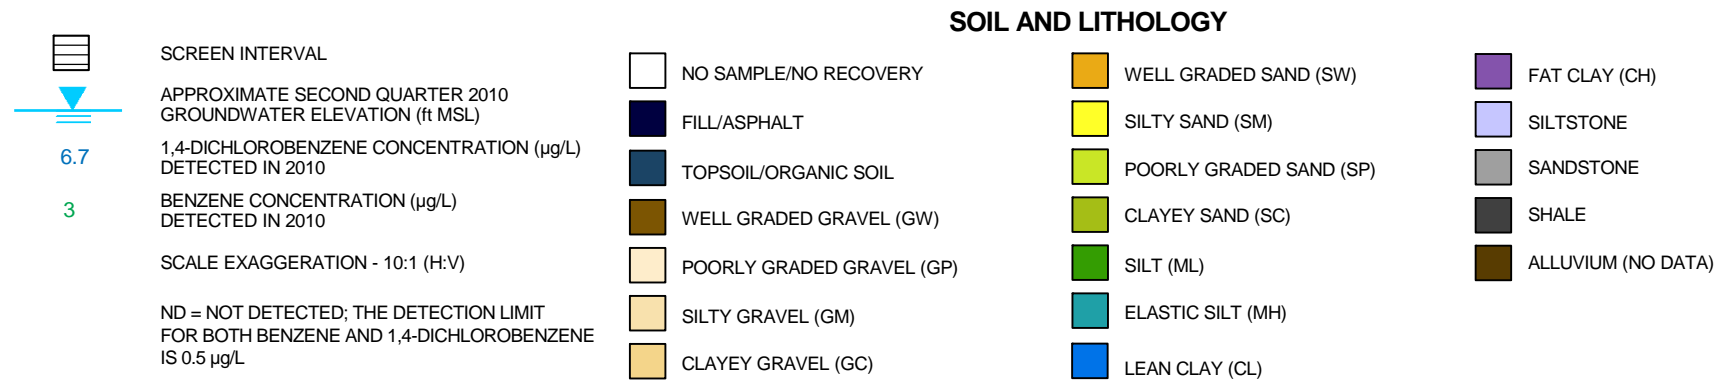 SOIL AND LITHOLOGY
SCREEN INTERVAL
APPROXIMATE SECOND QUARTER 2010
GROUNDWATER ELEVATION (ft MSL)
6.7
1,4-DICHLOROBENZENE CONCENTRATION (µg/L)
DETECTED IN 2010
3
BENZENE CONCENTRATION (µg/L)
DETECTED IN 2010
SCALE EXAGGERATION - 10:1 (H:V)
ND = NOT DETECTED; THE DETECTION LIMIT
FOR BOTH BENZENE AND 1,4-DICHLOROBENZENE
IS 0.5 µg/L
NO SAMPLE/NO RECOVERY
FILL/ASPHALT
TOPSOIL/ORGANIC SOIL
WELL GRADED GRAVEL (GW)
POORLY GRADED GRAVEL (GP)
SILTY GRAVEL (GM)
CLAYEY GRAVEL (GC)
WELL GRADED SAND (SW)
SILTY SAND (SM)
POORLY GRADED SAND (SP)
CLAYEY SAND (SC)
SILT (ML)
ELASTIC SILT (MH)
LEAN CLAY (CL)
FAT CLAY (CH)
SILTSTONE
SANDSTONE
SHALE
ALLUVIUM (NO DATA)